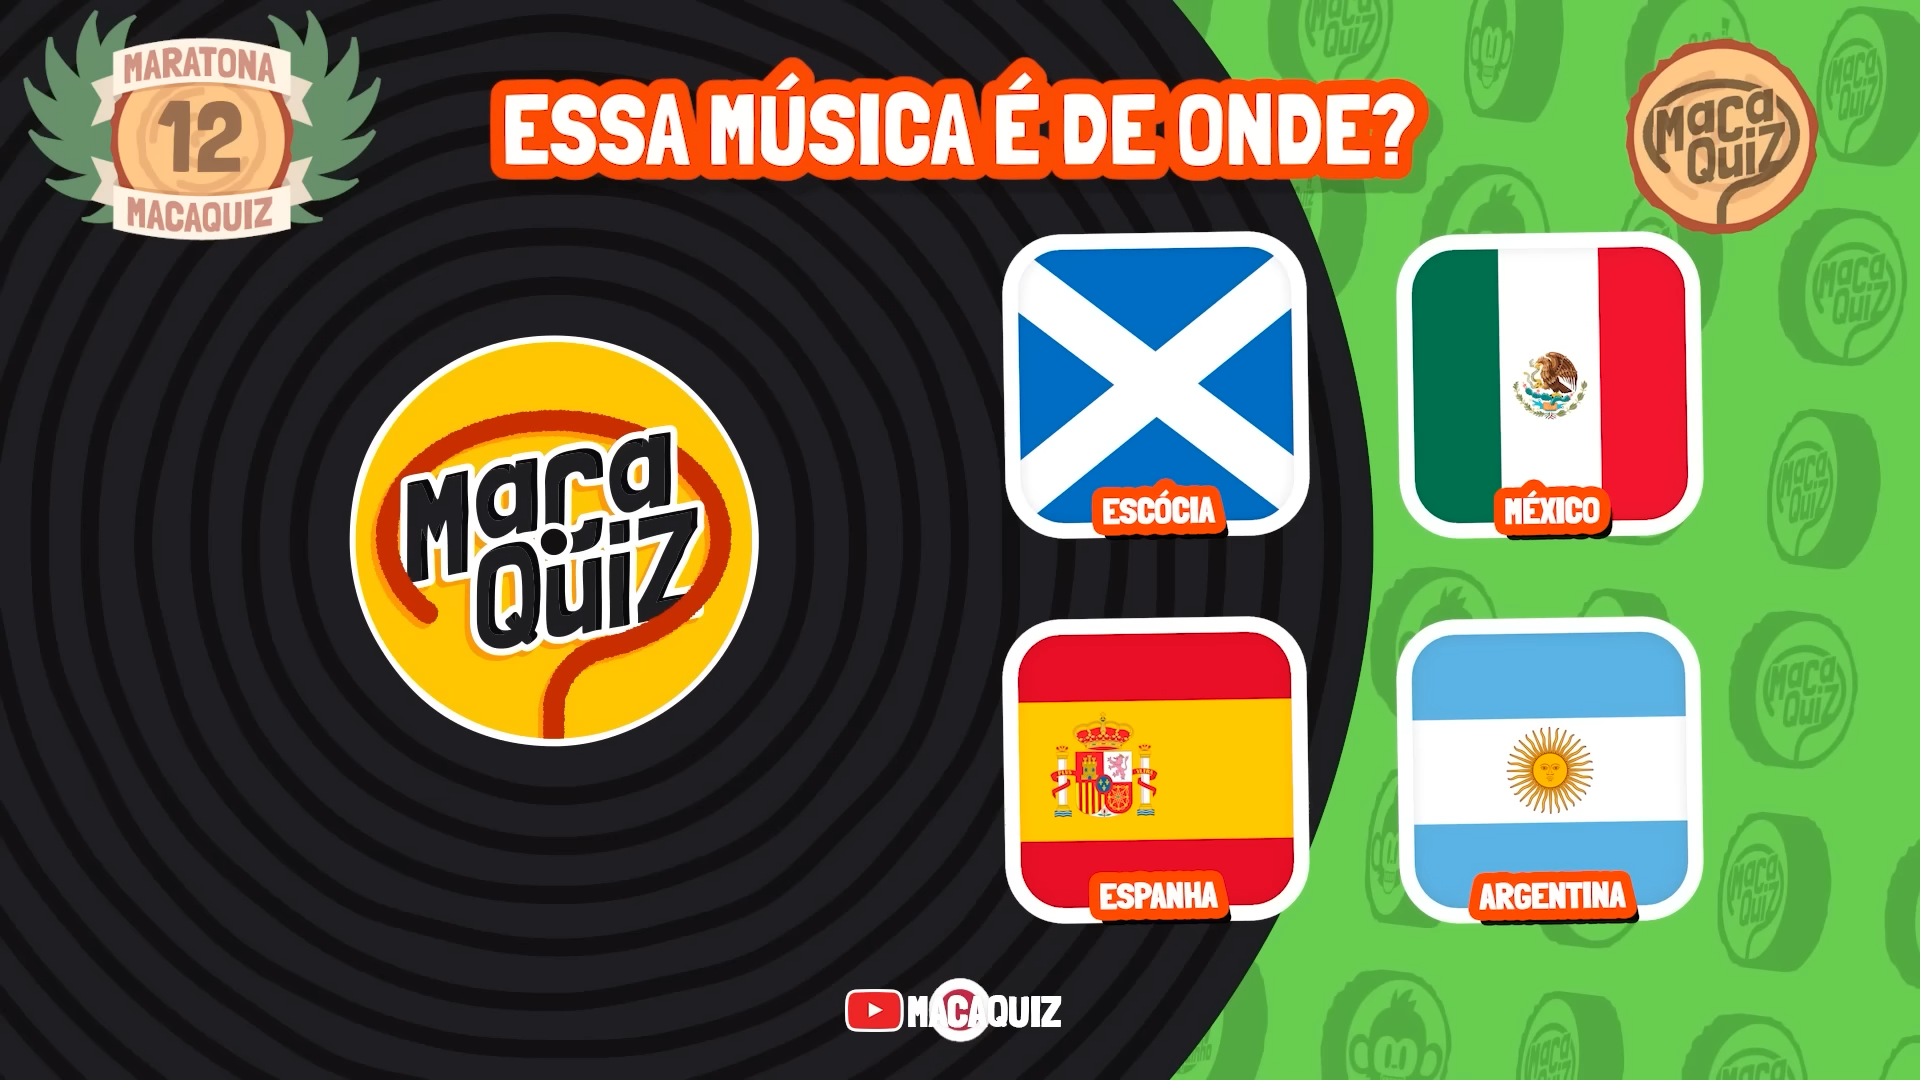 MARATONA
12
MACAQUIZ
ESSA MÚSICA É DE ONDE?
MaCa
QuiZ
MaCa
QuiZ
ESCÓCIA
MÉXICO
ESPANHA
ARGENTINA
MACAQUIZ